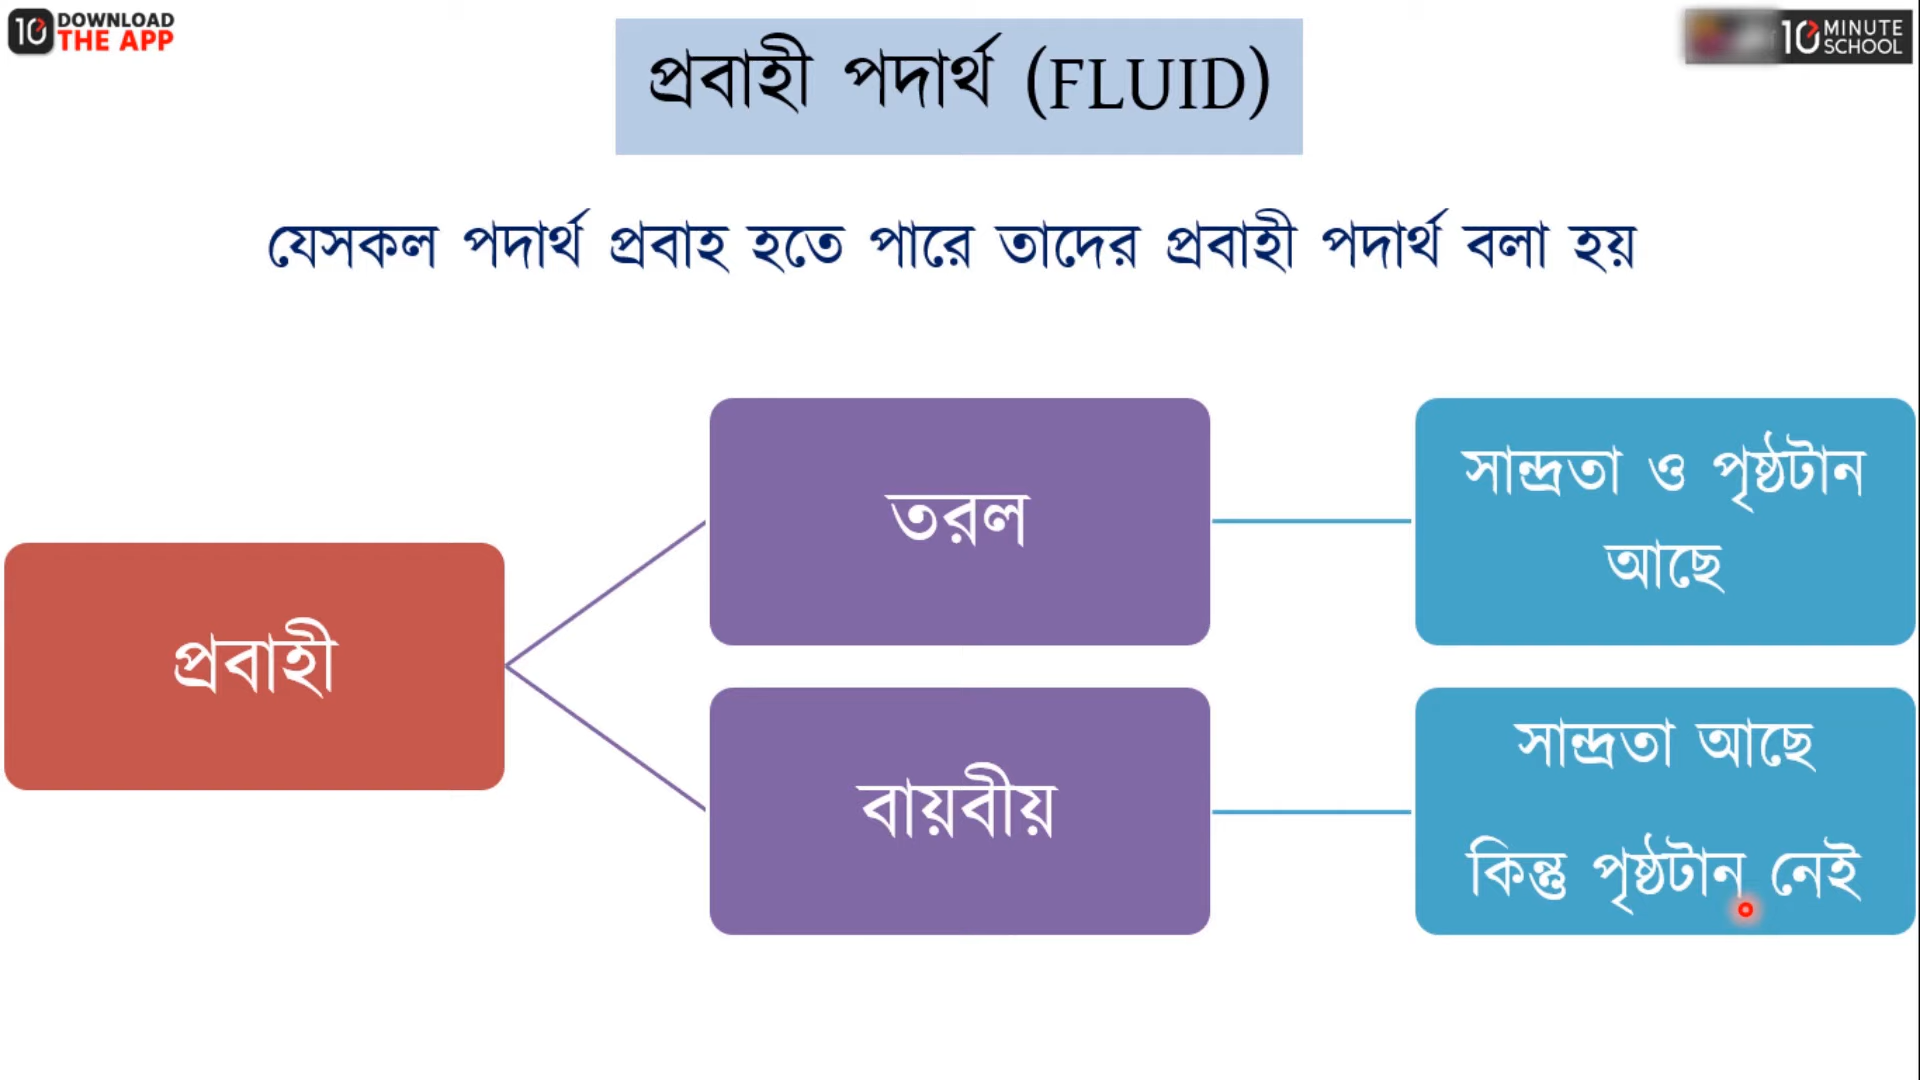 10 DOWNLOAD
THE APP
10 MINUTE
SCHOOL
প্রবাহী পদার্থ (FLUID)
যেসকল পদার্থ প্রবাহ হতে পারে তাদের প্রবাহী পদার্থ বলা হয়
প্রবাহী
তরল
সান্দ্রতা ও পৃষ্ঠটান
আছে
বায়বীয়
সান্দ্রতা আছে
কিন্তু পৃষ্ঠটান নেই